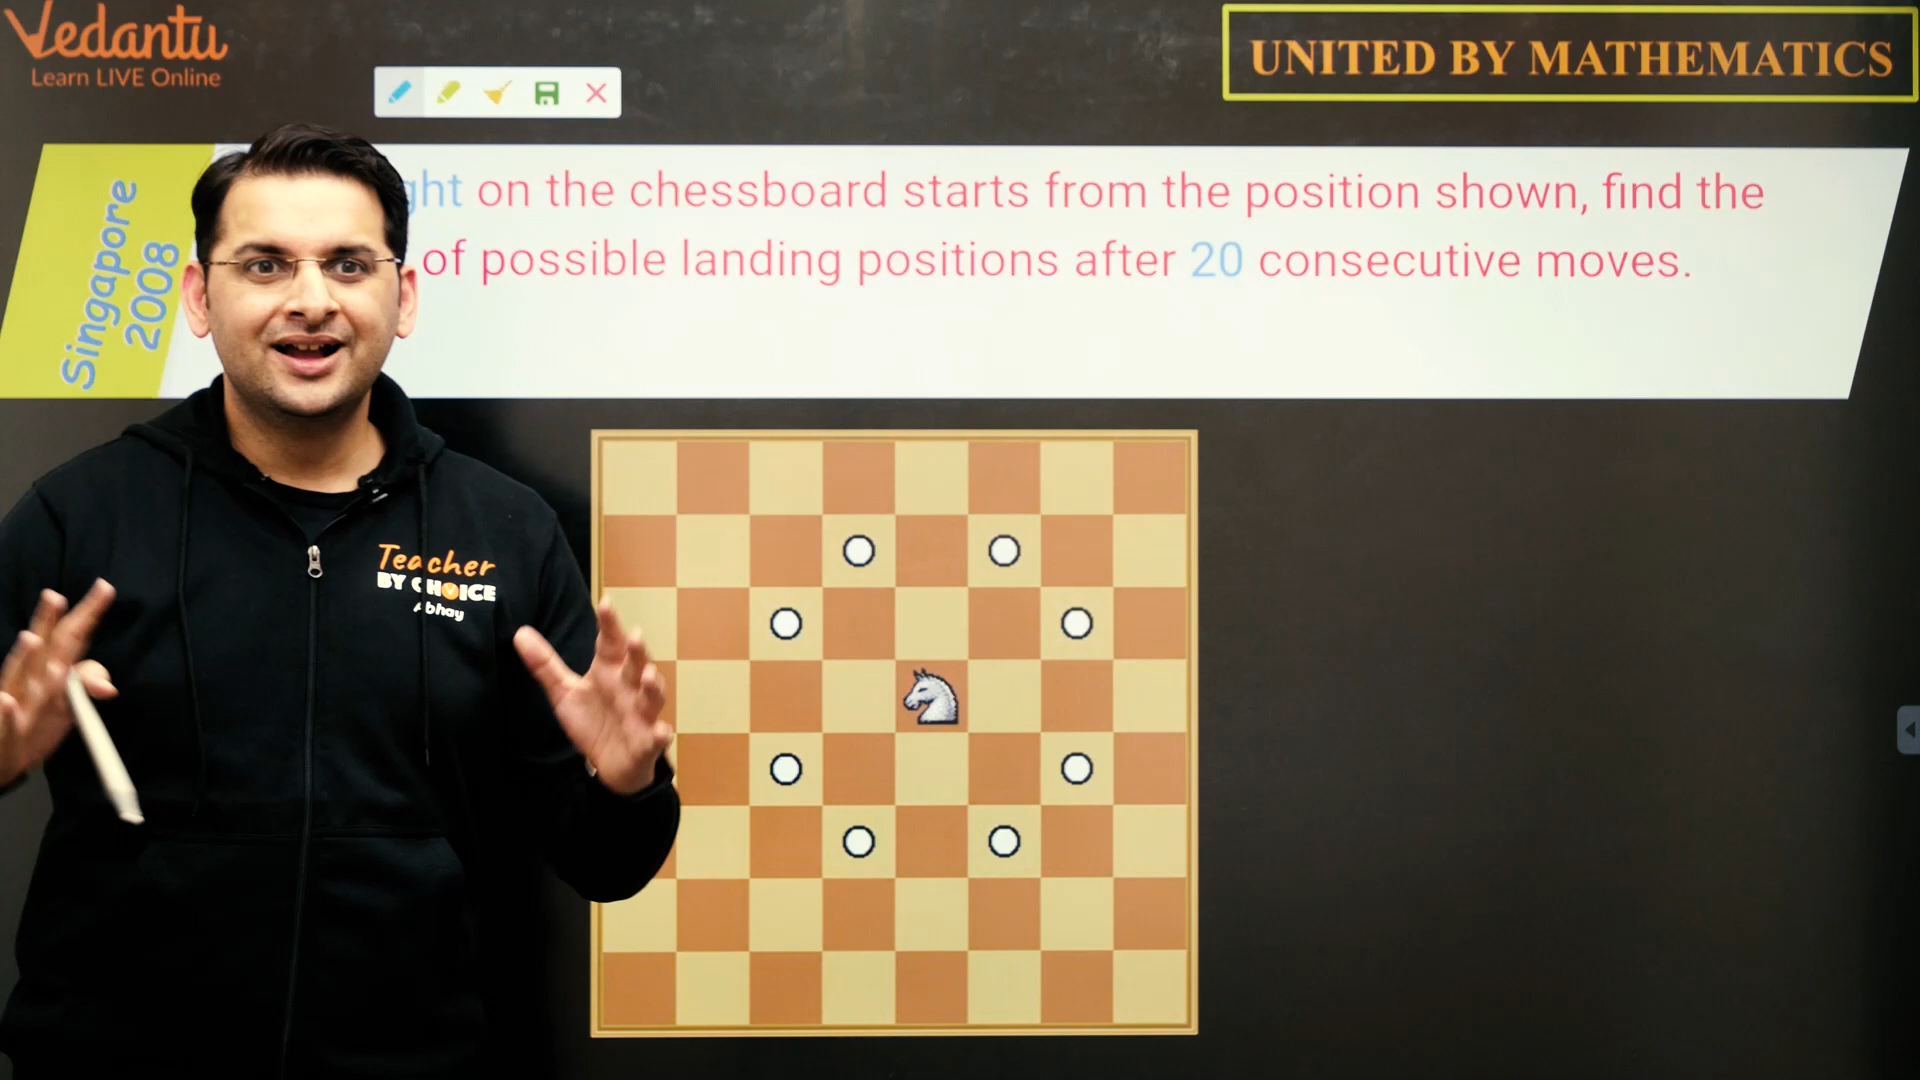 Vedantu
Learn LIVE Online
UNITED BY MATHEMATICS
Singapore
2008
ght on the chessboard starts from the position shown, find the
of possible landing positions after 20 consecutive moves.
Teacher
BY CHOICE
Abhay